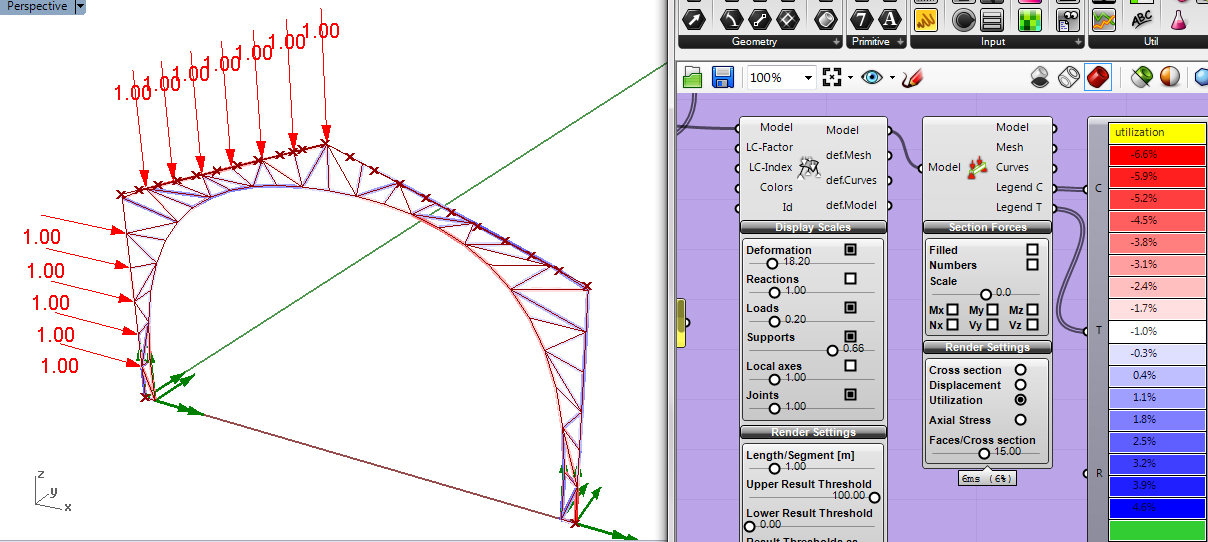 Perspective
1.00
1.00
1.00
1.00
1.00
1.00
1.00
1.00
1.00
1.00
1.00
1.00
z
y
x
Geometry
Primitive
Input
Util
7
A
ABC
100%
Model
LC-Factor
LC-Index
Colors
Id
Model
def.Mesh
def.Curves
def.Model
Display Scales
Deformation
18.20
Reactions
1.00
Loads
0.20
Supports
0.66
Local axes
1.00
Joints
1.00
Render Settings
Length/Segment [m]
1.00
Upper Result Threshold
100.00
Lower Result Threshold
0.00
Model
Model
Mesh
Curves
Legend C
Legend T
Section Forces
Filled
Numbers
Scale
0.0
Mx My Mz
Nx Vy Vz
Render Settings
Cross section
Displacement
Utilization
Axial Stress
Faces/Cross section
15.00
6ms (6%)
C
T
R
utilization
-6.6%
-5.9%
-5.2%
-4.5%
-3.8%
-3.1%
-2.4%
-1.7%
-1.0%
-0.3%
0.4%
1.1%
1.8%
2.5%
3.2%
3.9%
4.6%